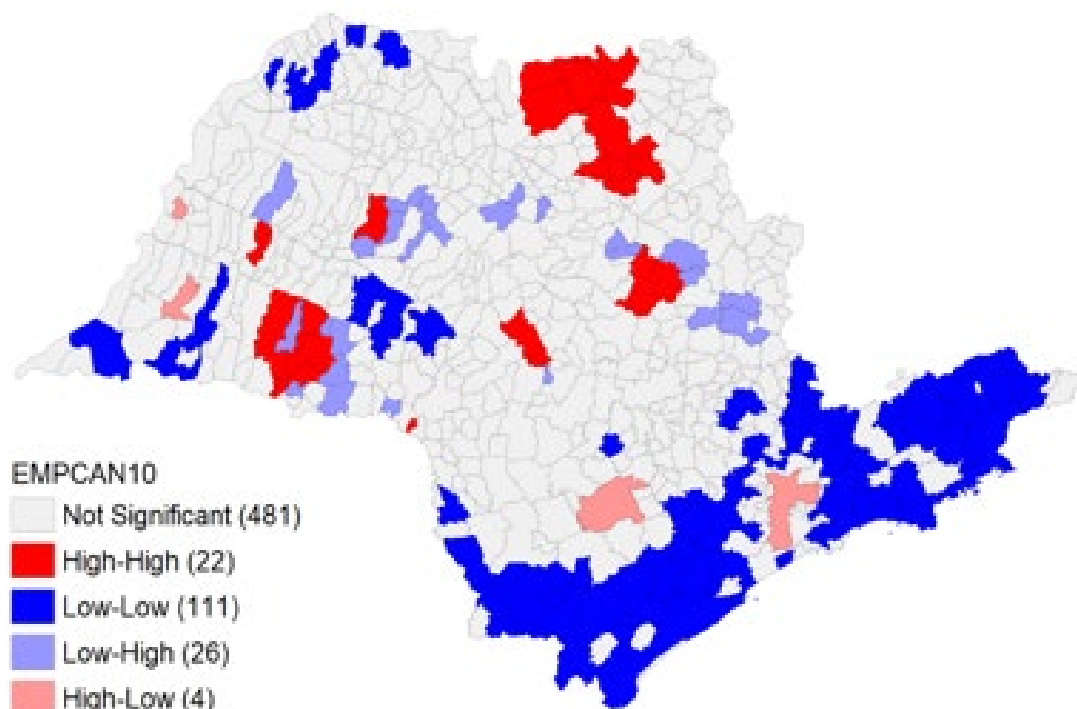 EMPCAN10
Not Significant (481)
High-High (22)
Low-Low (111)
Low-High (26)
High-Low (4)